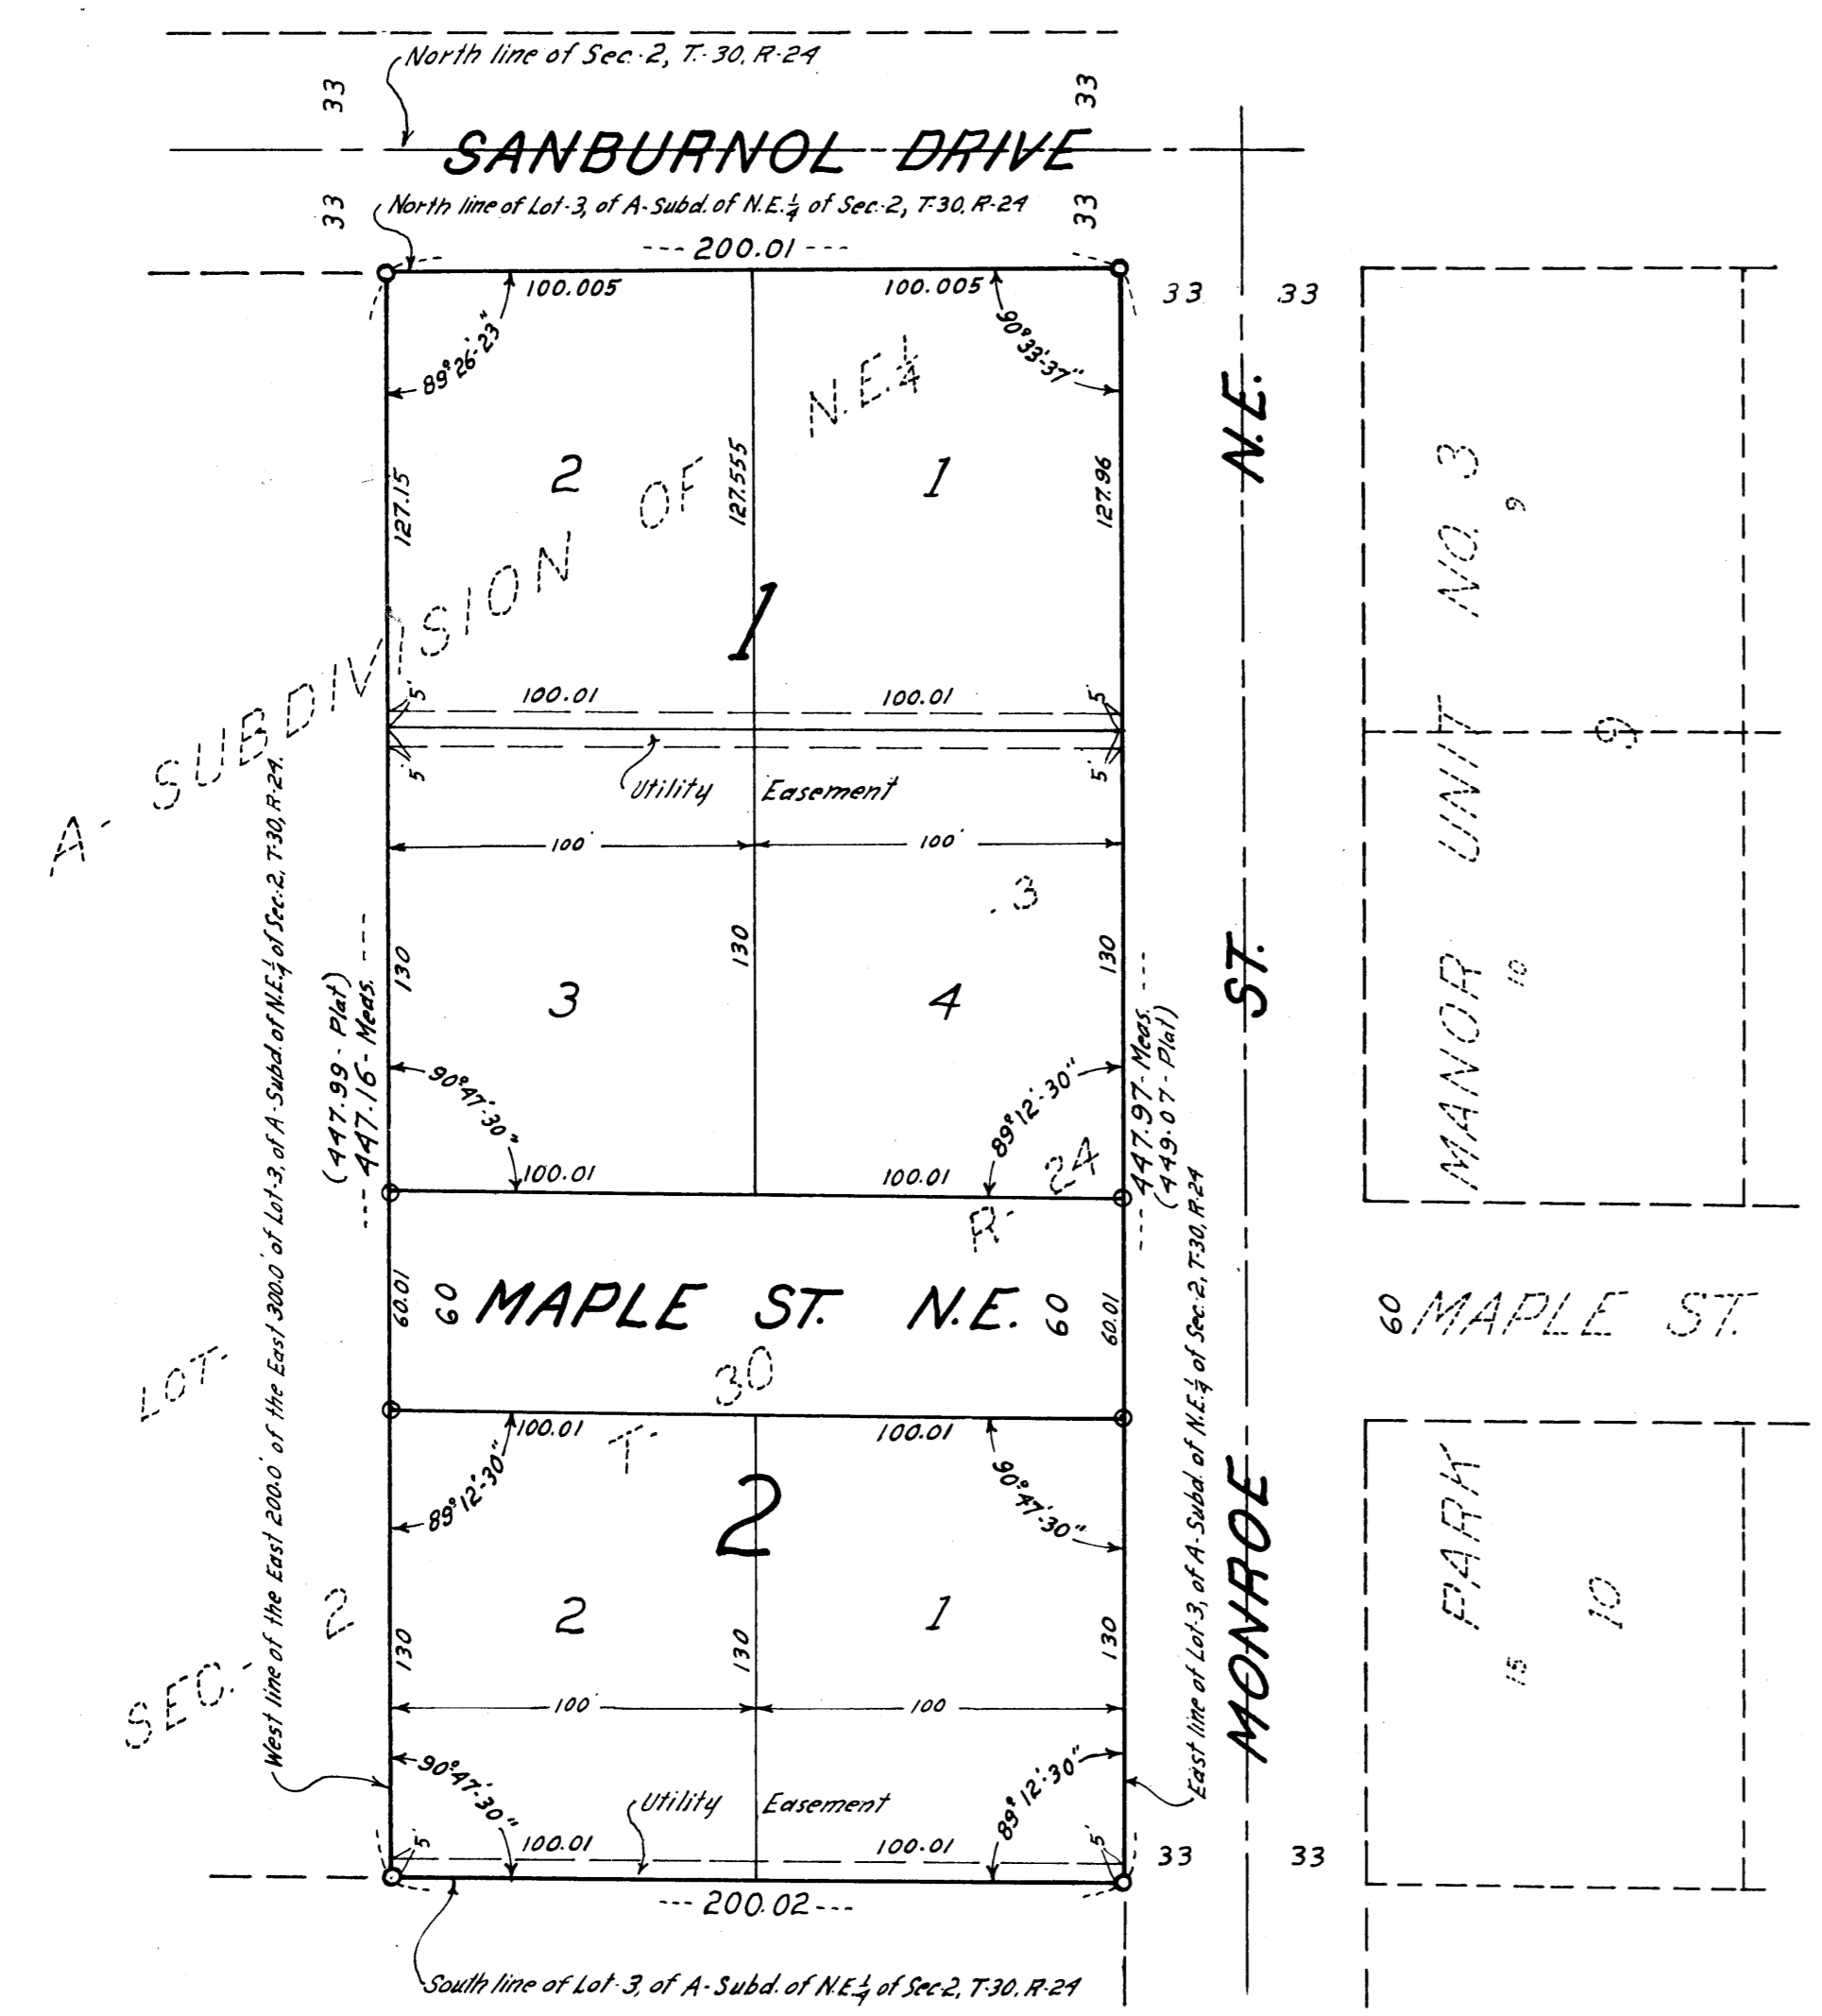 North line of Sec.-2, T.-30, R-24
33
33
SANBURNOL DRIVE
33
33
North line of Lot-3, of A-Subd. of N.E.¼ of Sec.-2, T-30, R-24
--- 200.01 ---
100.005
100.005
33
33
89°26'-23"
90°33'-37"
N.E.¼
N.E.
127.15
127.555
127.96
2
1
OF
A-SUBDIVISION
1
5'
100.01
100.01
5'
5'
5'
Utility Easement
100'
100'
3
130
130
130
3
4
ST.
(447.99 - Plat)
--- 447.16 - Meas. ---
--- 447.97 - Meas. ---
(449.07 - Plat)
90°47'-30"
89°12'-30"
100.01
100.01
R-24
60.01
60
MAPLE ST. N.E.
60
60.01
60
MAPLE ST.
LOT-
30
100.01
100.01
T-
89°12'-30"
90°47'-30"
2
2
1
SEC.-2
130
130
130
MONROE
100'
100
90°47'-30"
89°12'-30"
Utility Easement
5'
100.01
100.01
5'
33
33
--- 200.02 ---
South line of Lot-3, of A-Subd. of N.E.¼ of Sec-2, T-30, R-24
West line of the East 200.0' of the East 300.0' of Lot-3, of A-Subd. of N.E.¼ of Sec.-2, T-30, R-24.
East line of Lot-3, of A-Subd. of N.E.¼ of Sec.2, T-30, R-24
MANOR UNIT NO. 3
9
9
10
PARK
10
15